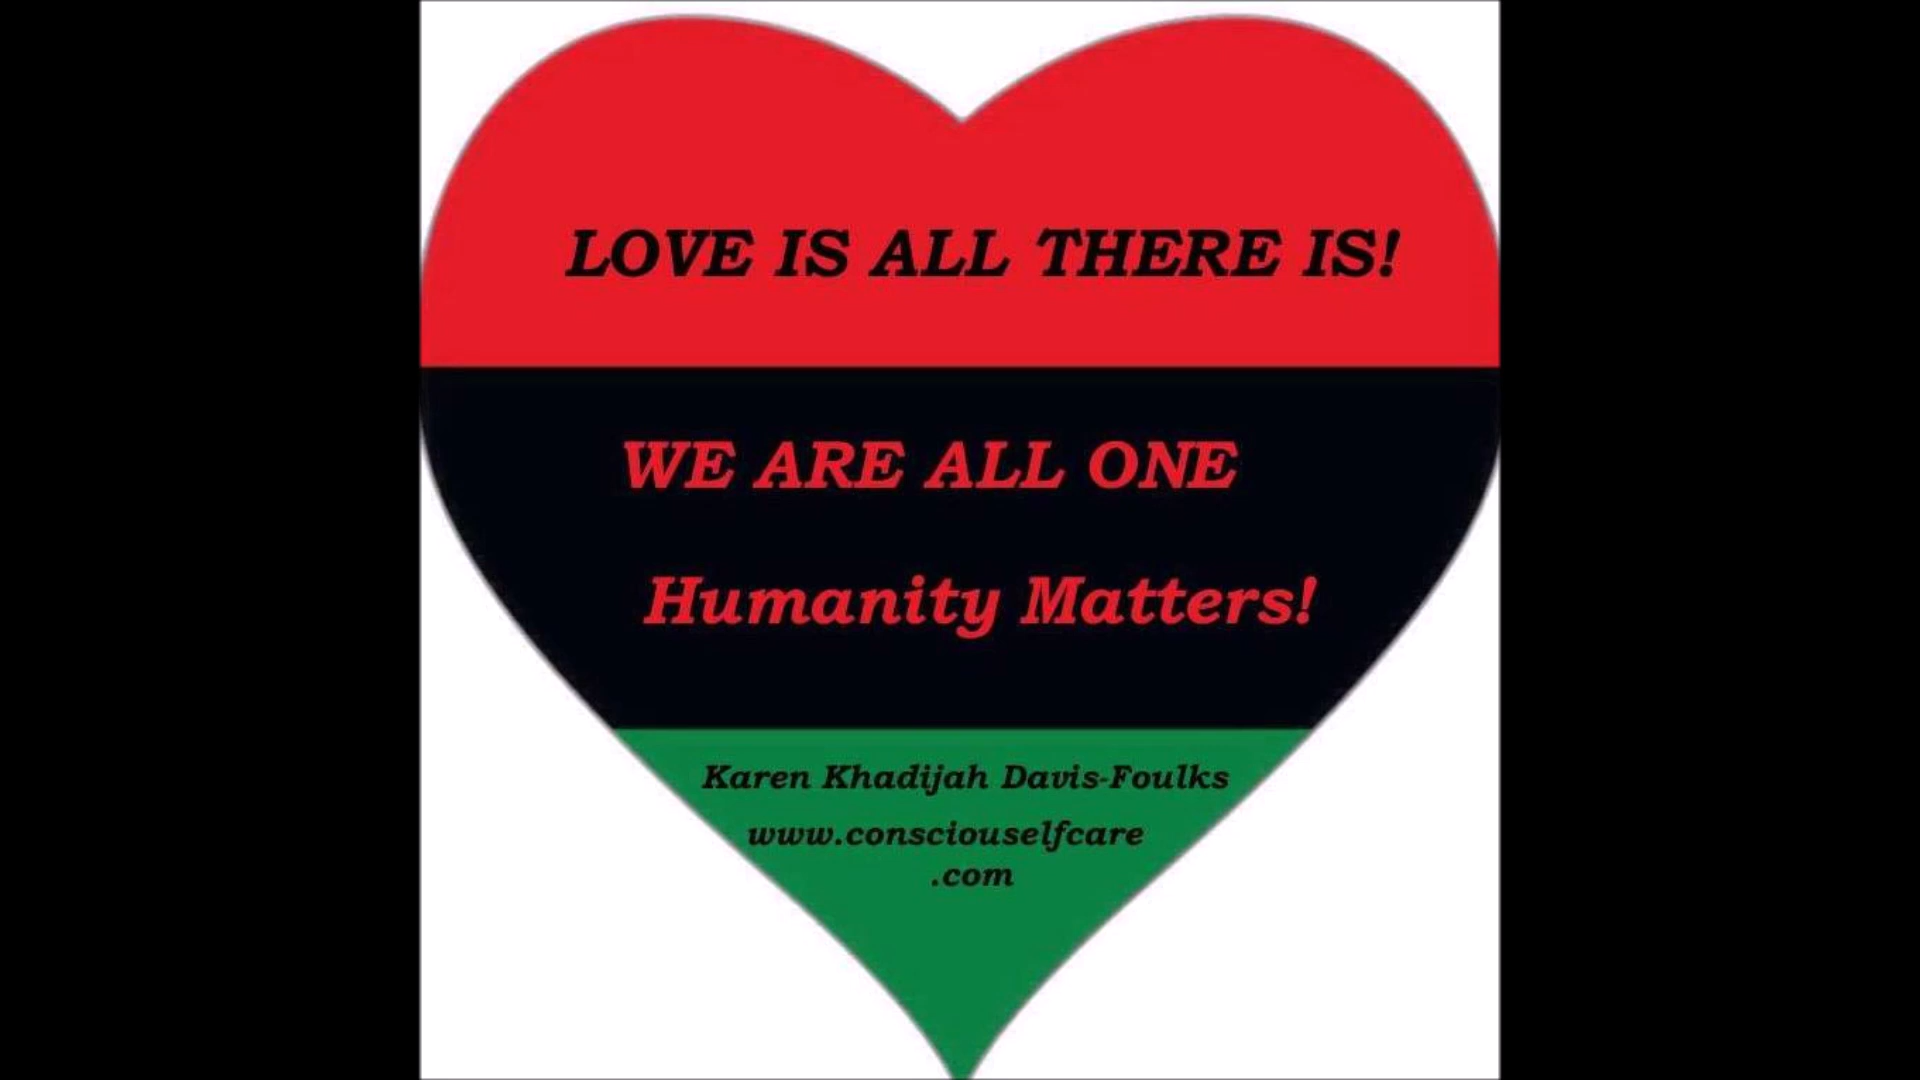 LOVE IS ALL THERE IS!
WE ARE ALL ONE
Humanity Matters!
Karen Khadijah Davis-Foulks
www.consciouselfcare
.com